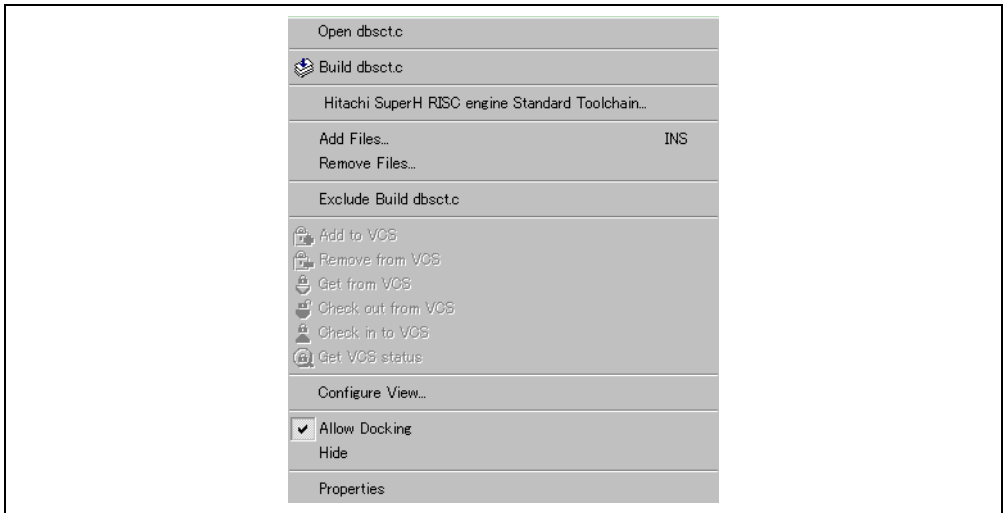 Open dbsct.c
Build dbsct.c
Hitachi SuperH RISC engine Standard Toolchain...
Add Files... INS
Remove Files...
Exclude Build dbsct.c
Add to VCS
Remove from VCS
Get from VCS
Check out from VCS
Check in to VCS
Get VCS status
Configure View...
Allow Docking
Hide
Properties